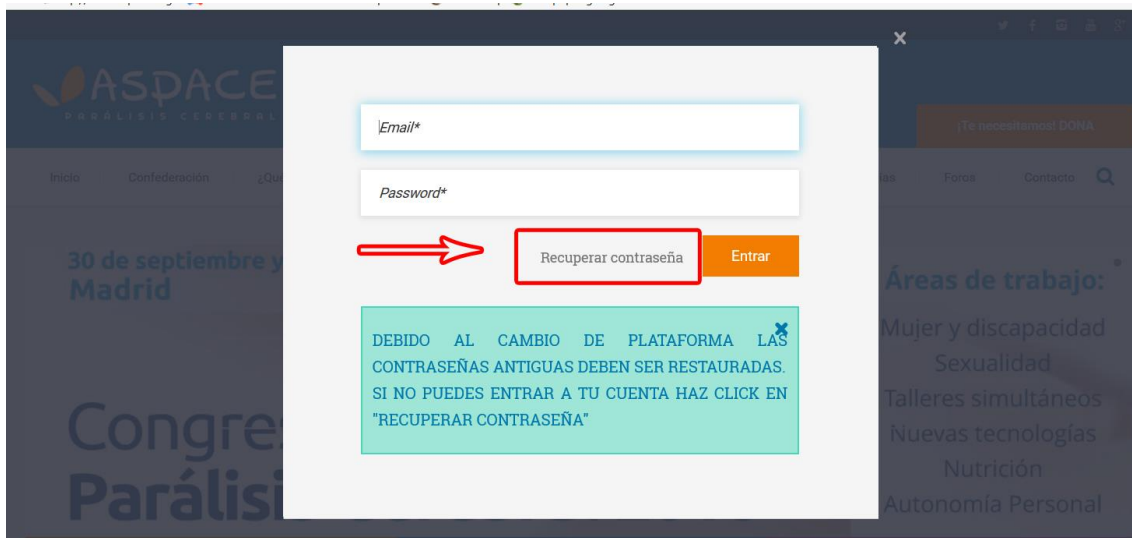 ASPACE
PARÁLISIS CEREBRAL
¡Te necesitamos! DONA
Inicio
Confederación
¿Qué
Foros
Contacto
Email*
Password*
Recuperar contraseña
Entrar
DEBIDO AL CAMBIO DE PLATAFORMA LAS
CONTRASEÑAS ANTIGUAS DEBEN SER RESTAURADAS.
SI NO PUEDES ENTRAR A TU CUENTA HAZ CLICK EN
"RECUPERAR CONTRASEÑA"
30 de septiembre y
Madrid
Congre
Parálisi
Áreas de trabajo:
Mujer y discapacidad
Sexualidad
Talleres simultáneos
Nuevas tecnologías
Nutrición
Autonomía Personal